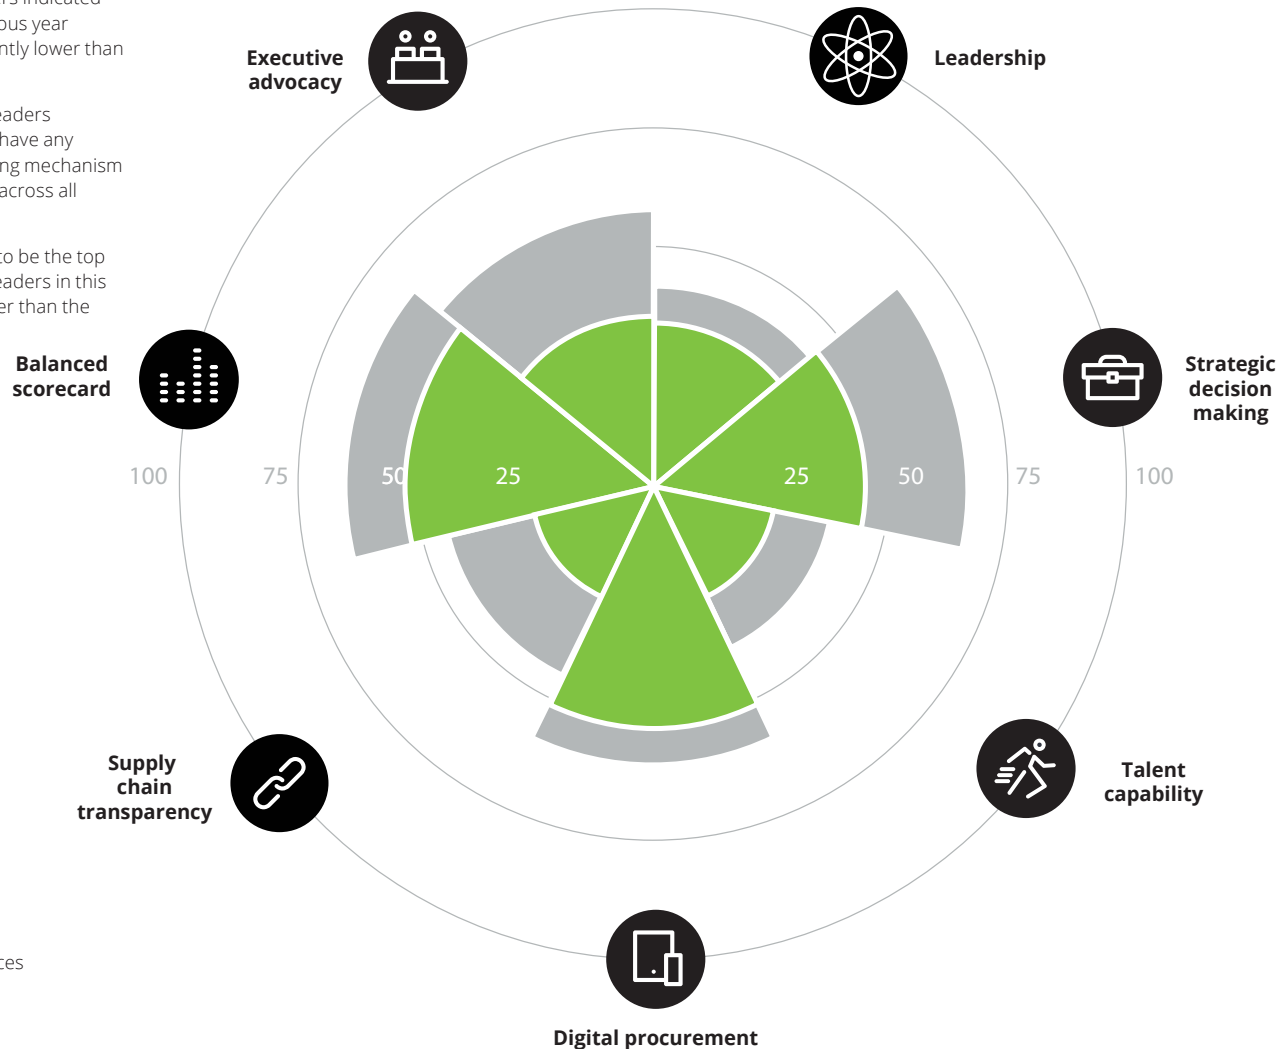 rs indicated
ous year
ntly lower than
eaders
have any
ng mechanism
across all
to be the top
eaders in this
er than the
ces
Executive
advocacy
Leadership
Balanced
scorecard
Strategic
decision
making
100
75
50
25
25
50
75
100
Supply
chain
transparency
Talent
capability
Digital procurement